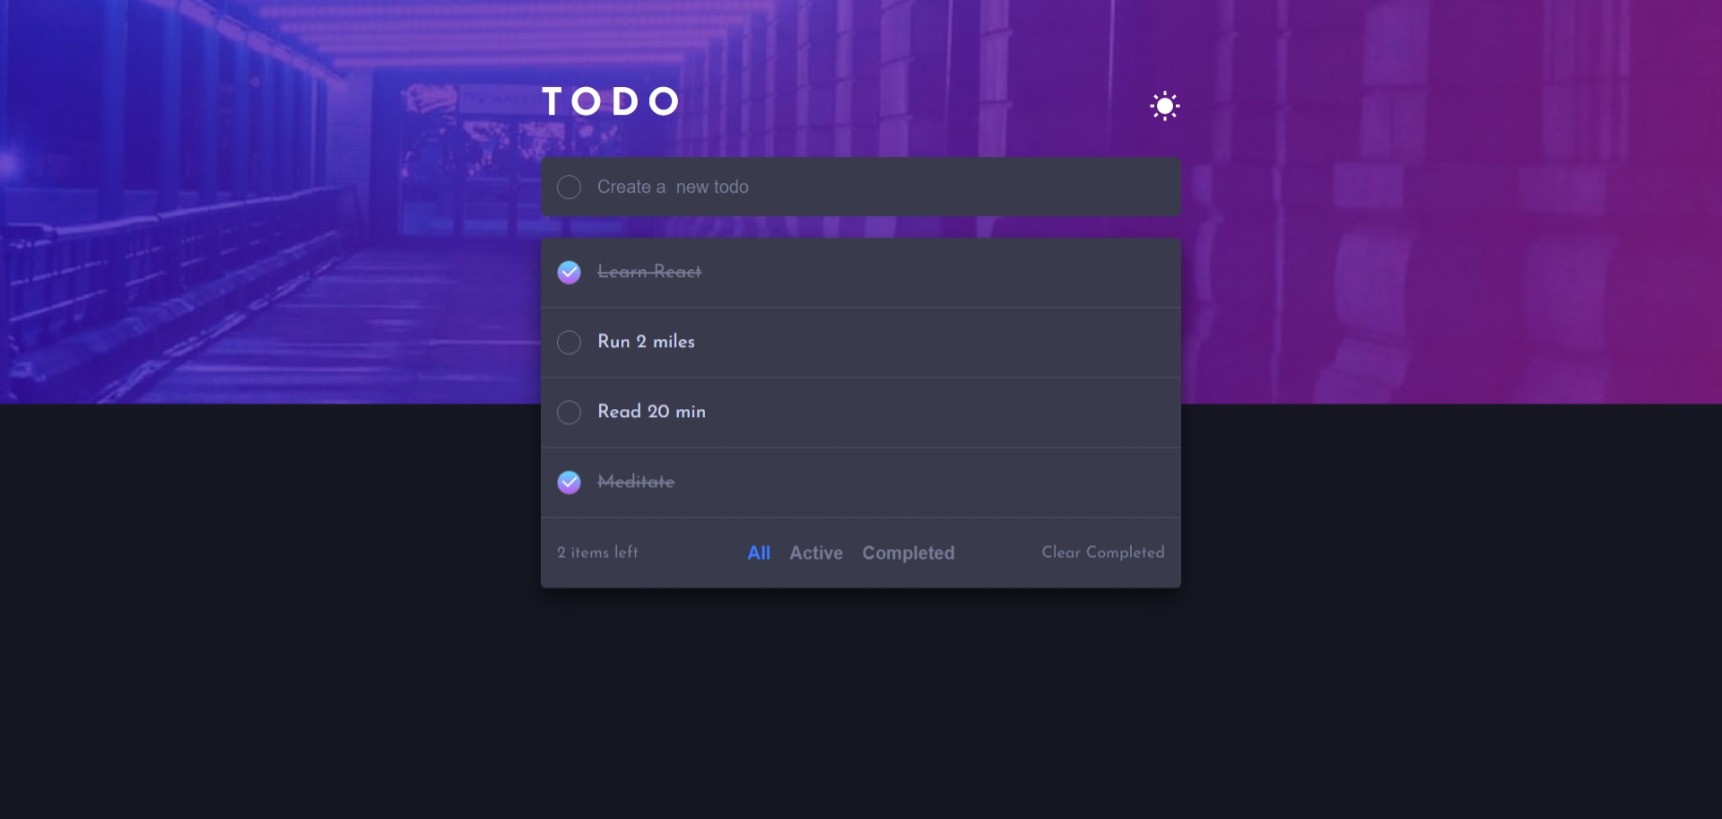 TODO
Create a  new todo
Learn React
Run 2 miles
Read 20 min
Meditate
2 items left All Active Completed Clear Completed